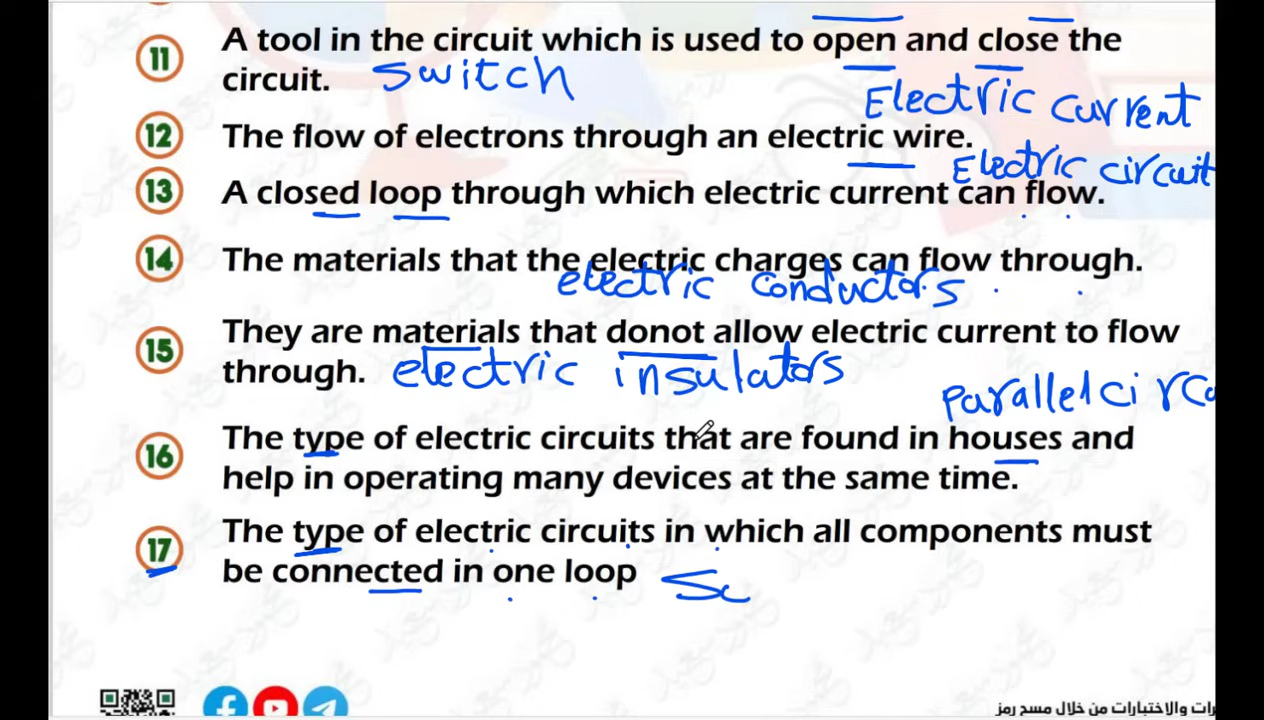 11 A tool in the circuit which is used to open and close the
circuit. switch
Electric current
12 The flow of electrons through an electric wire.
Electric circuit
13 A closed loop through which electric current can flow.
14 The materials that the electric charges can flow through.
electric conductors
15 They are materials that donot allow electric current to flow
through. electric insulators
parallel
16 The type of electric circuits that are found in houses and
help in operating many devices at the same time.
17 The type of electric circuits in which all components must
be connected in one loop
والاختبارات من خلال مسح رمز